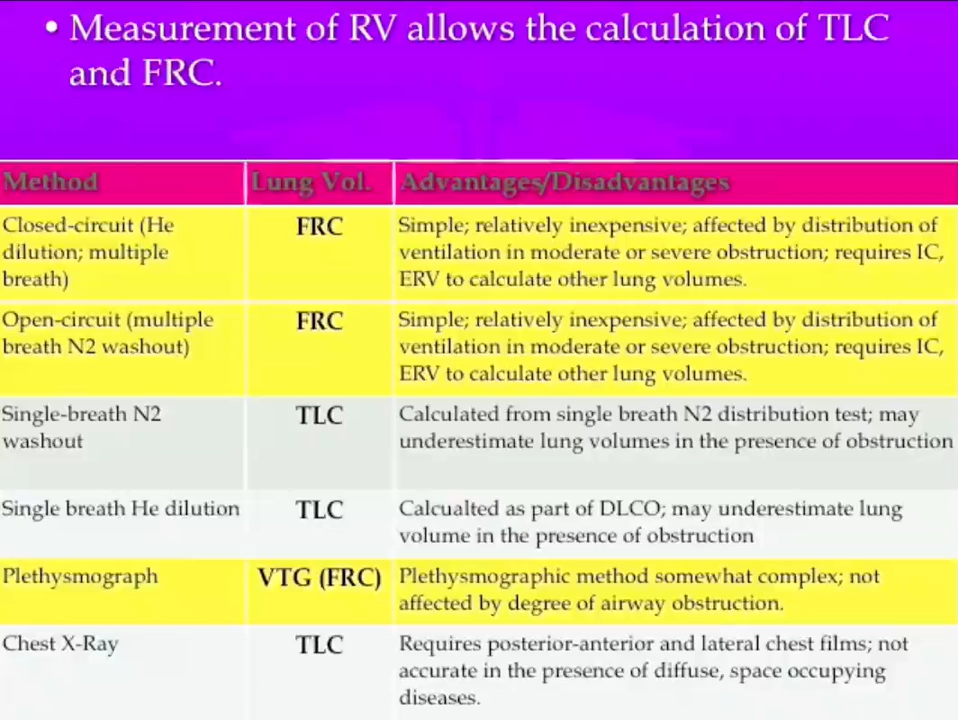 • Measurement of RV allows the calculation of TLC
and FRC.
Method Lung Vol. Advantages/Disadvantages
Closed-circuit (He
dilution; multiple
breath)
FRC
Simple; relatively inexpensive; affected by distribution of
ventilation in moderate or severe obstruction; requires IC,
ERV to calculate other lung volumes.
Open-circuit (multiple
breath N2 washout)
FRC
Simple; relatively inexpensive; affected by distribution of
ventilation in moderate or severe obstruction; requires IC,
ERV to calculate other lung volumes.
Single-breath N2
washout
TLC
Calculated from single breath N2 distribution test; may
underestimate lung volumes in the presence of obstruction
Single breath He dilution
TLC
Calcualted as part of DLCO; may underestimate lung
volume in the presence of obstruction
Plethysmograph
VTG (FRC)
Plethysmographic method somewhat complex; not
affected by degree of airway obstruction.
Chest X-Ray
TLC
Requires posterior-anterior and lateral chest films; not
accurate in the presence of diffuse, space occupying
diseases.